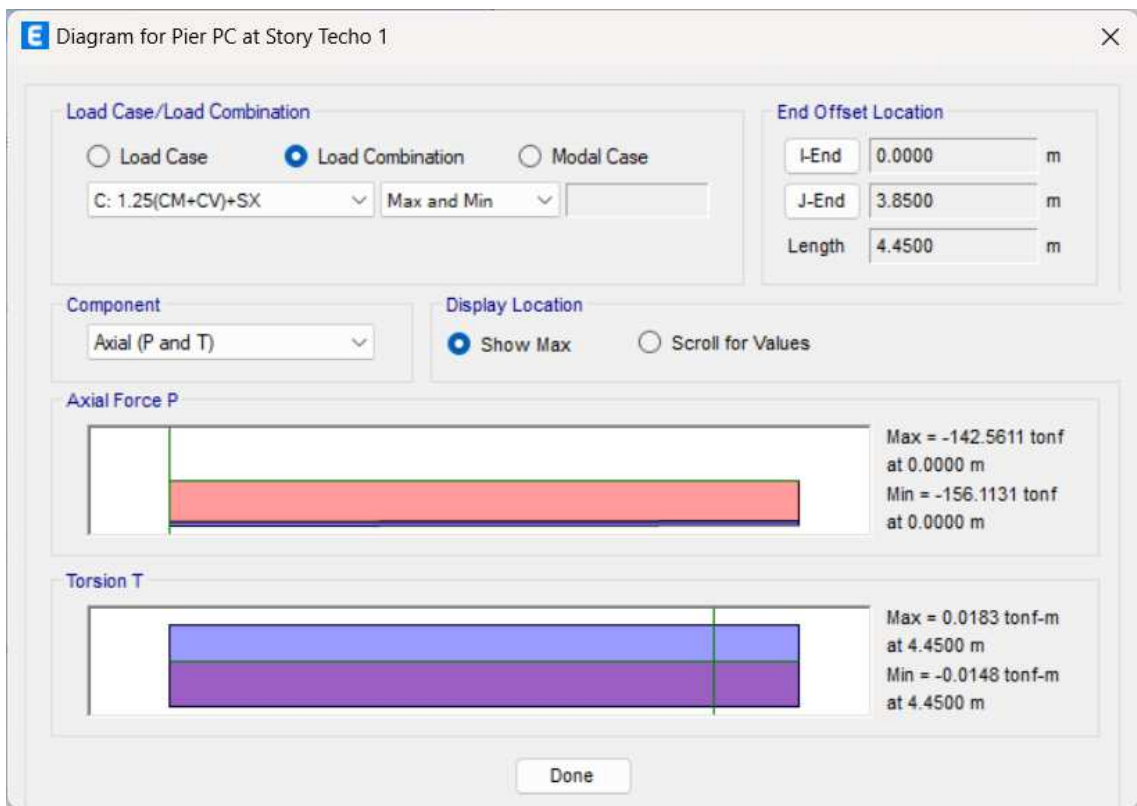 E Diagram for Pier PC at Story Techo 1
Load Case/Load Combination
Load Case Load Combination Modal Case
C: 1.25(CM+CV)+SX Max and Min
End Offset Location
I-End 0.0000 m
J-End 3.8500 m
Length 4.4500 m
Component
Axial (P and T)
Display Location
Show Max Scroll for Values
Axial Force P
Max = -142.5611 tonf
at 0.0000 m
Min = -156.1131 tonf
at 0.0000 m
Torsion T
Max = 0.0183 tonf-m
at 4.4500 m
Min = -0.0148 tonf-m
at 4.4500 m
Done